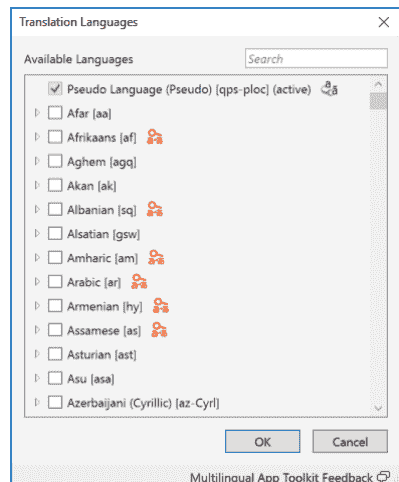 Translation Languages
Available Languages
Search
Pseudo Language (Pseudo) [qps-ploc] (active)
Afar [aa]
Afrikaans [af]
Aghem [agq]
Akan [ak]
Albanian [sq]
Alsatian [gsw]
Amharic [am]
Arabic [ar]
Armenian [hy]
Assamese [as]
Asturian [ast]
Asu [asa]
Azerbaijani (Cyrillic) [az-Cyrl]
OK Cancel
Multilingual App Toolkit Feedback